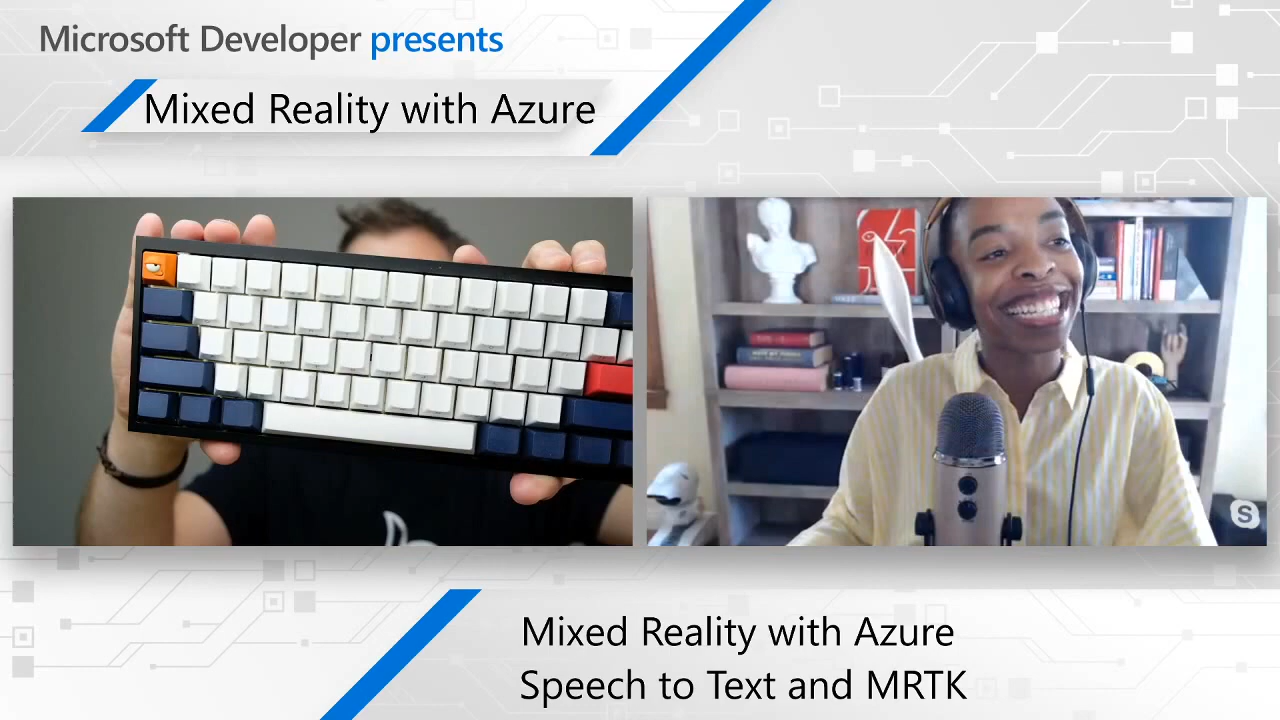 Microsoft Developer presents
Mixed Reality with Azure
Mixed Reality with Azure
Speech to Text and MRTK